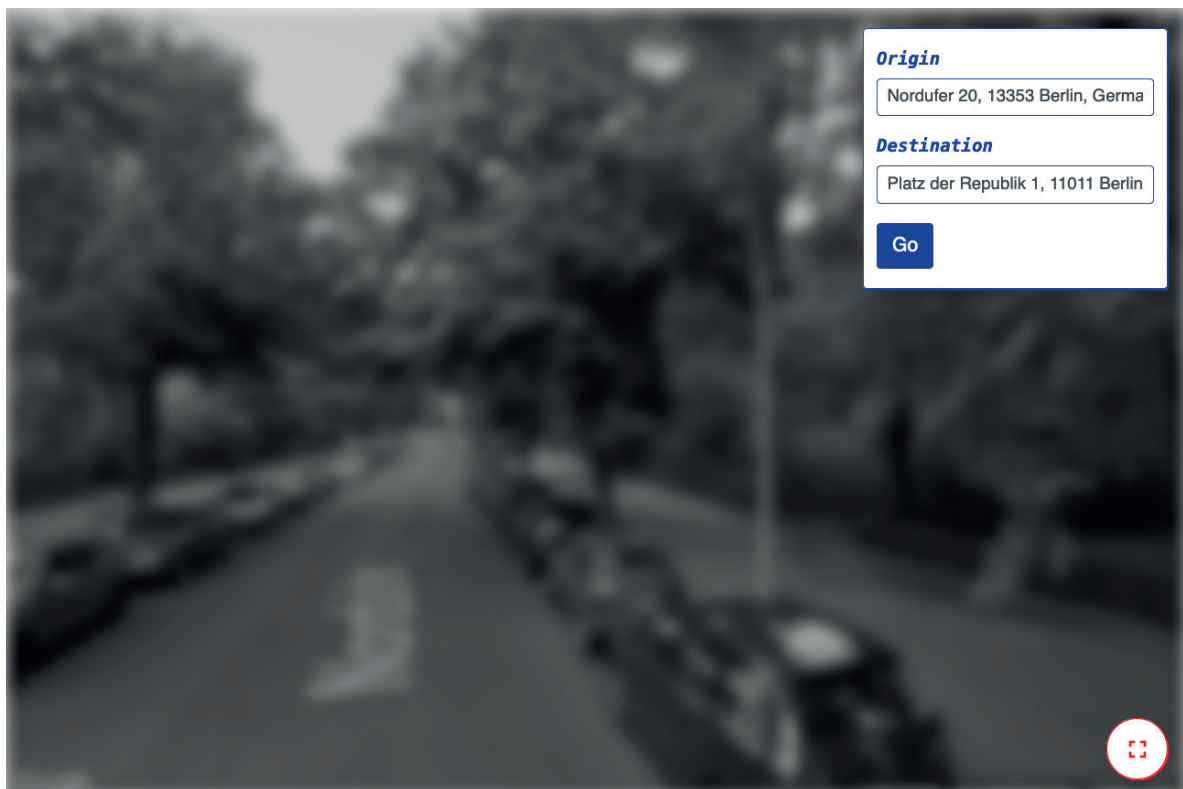 Origin
Nordufer 20, 13353 Berlin, Germa
Destination
Platz der Republik 1, 11011 Berlin
Go